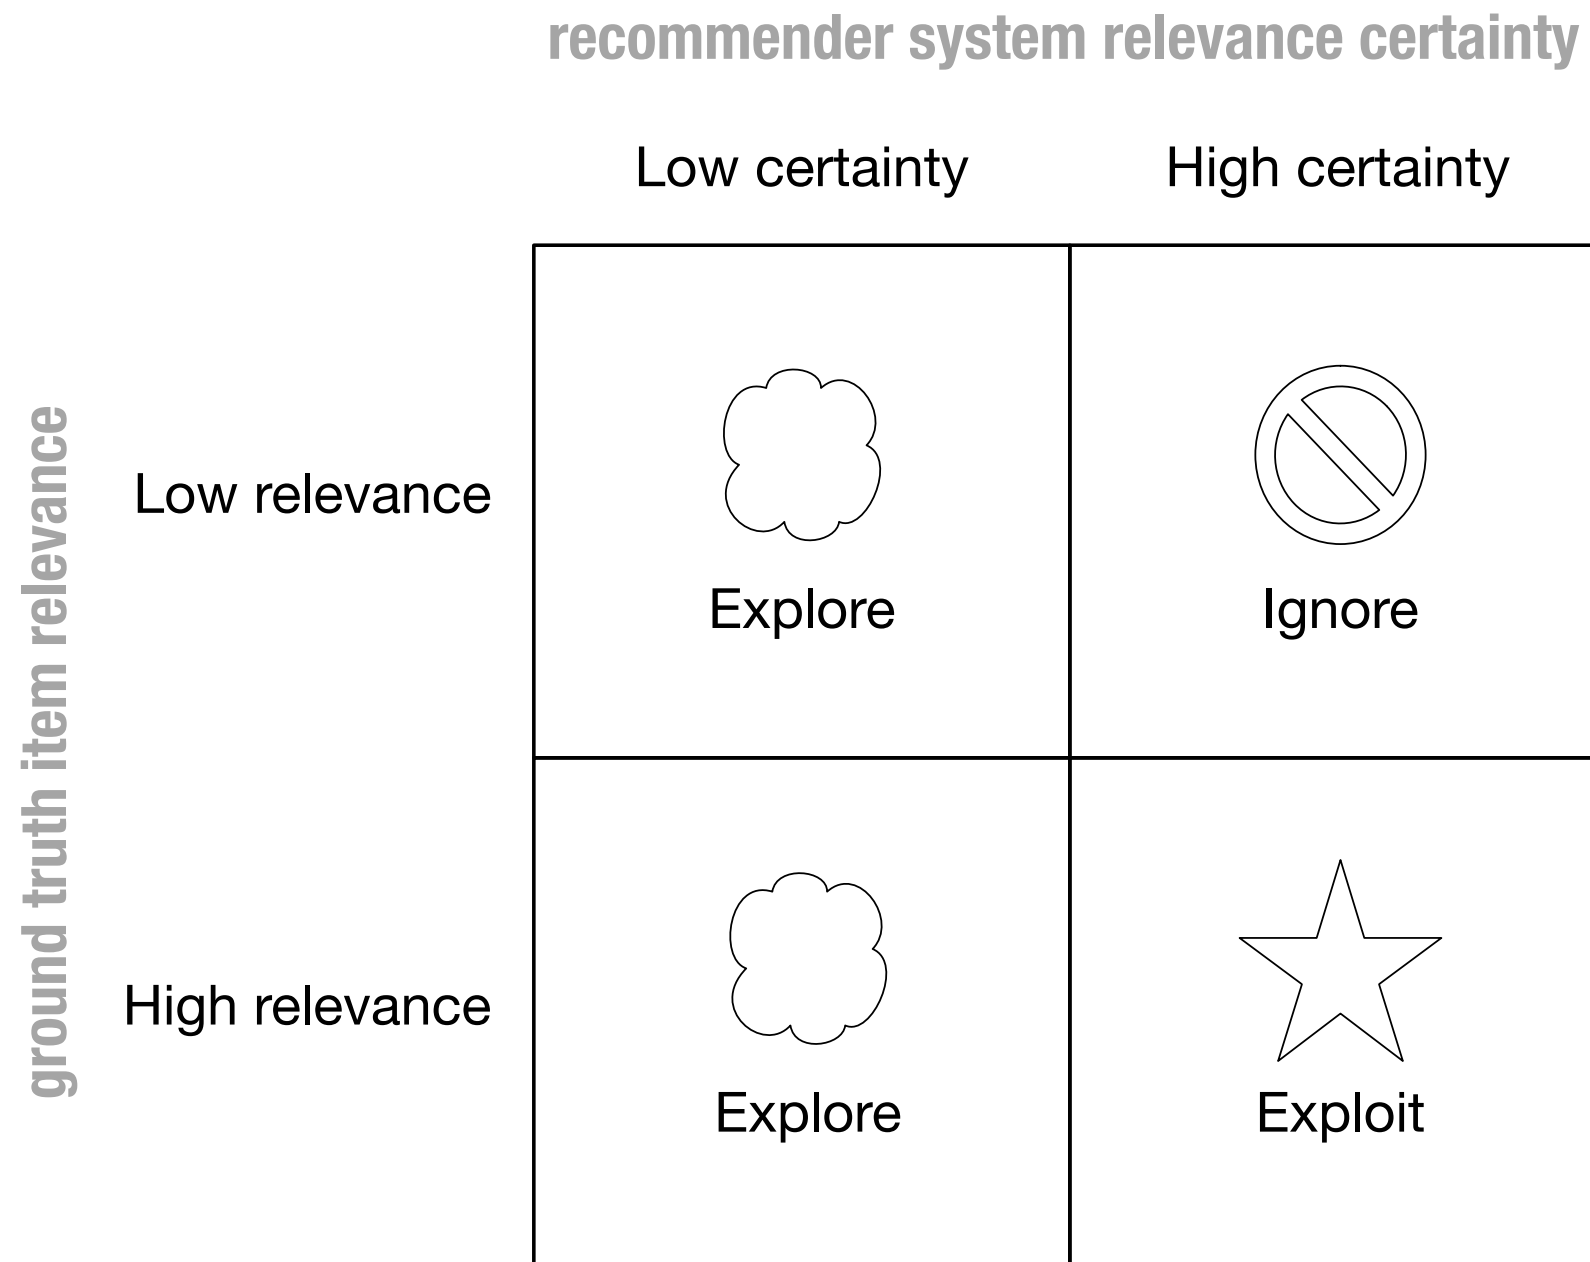 recommender system relevance certainty
Low certainty
High certainty
ground truth item relevance
Low relevance
Explore
Ignore
High relevance
Explore
Exploit